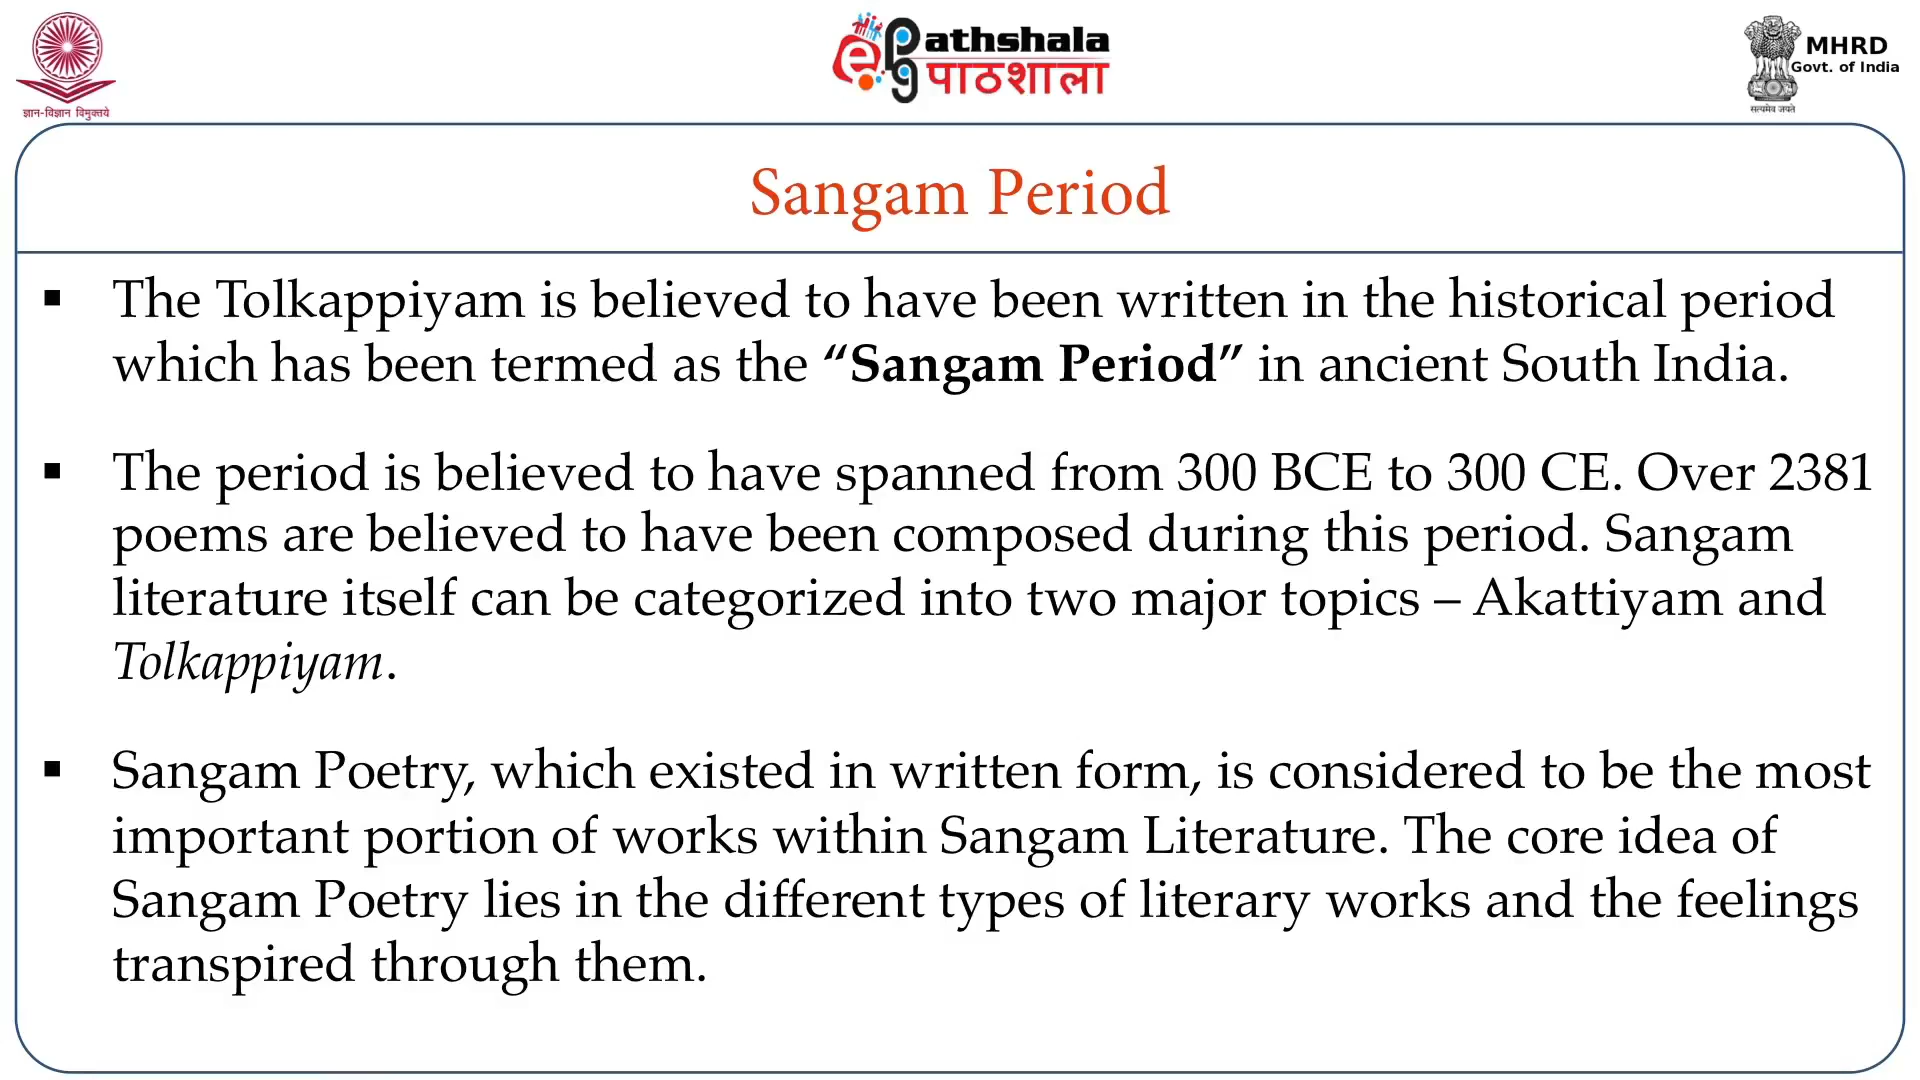 ज्ञान-विज्ञान विमुक्तये
ePathshala
पाठशाला
MHRD
Govt. of India
सत्यमेव जयते
Sangam Period
▪ The Tolkappiyam is believed to have been written in the historical period
which has been termed as the “Sangam Period” in ancient South India.
▪ The period is believed to have spanned from 300 BCE to 300 CE. Over 2381
poems are believed to have been composed during this period. Sangam
literature itself can be categorized into two major topics – Akattiyam and
Tolkappiyam.
▪ Sangam Poetry, which existed in written form, is considered to be the most
important portion of works within Sangam Literature. The core idea of
Sangam Poetry lies in the different types of literary works and the feelings
transpired through them.